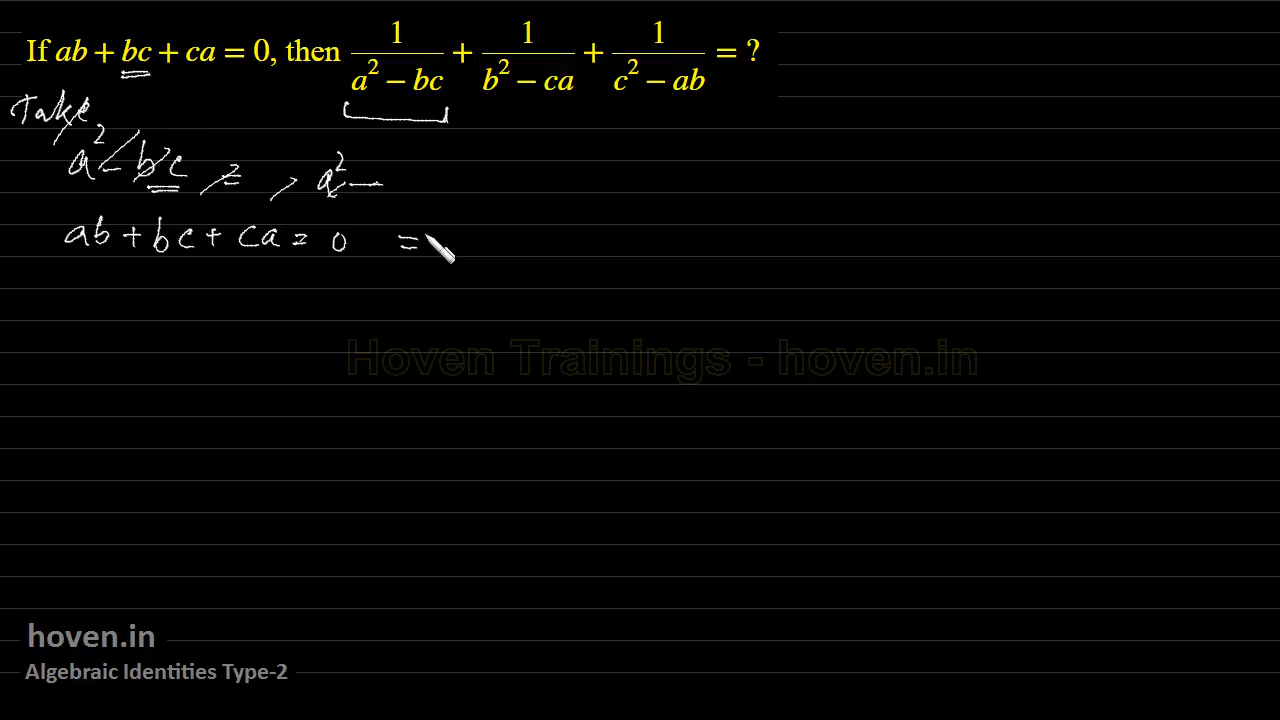 If ab + bc + ca = 0, then 1/(a² − bc) + 1/(b² − ca) + 1/(c² − ab) = ?
Take
a² − bc = , a² −
ab + bc + ca = 0 =
Hoven Trainings - hoven.in
hoven.in
Algebraic Identities Type-2